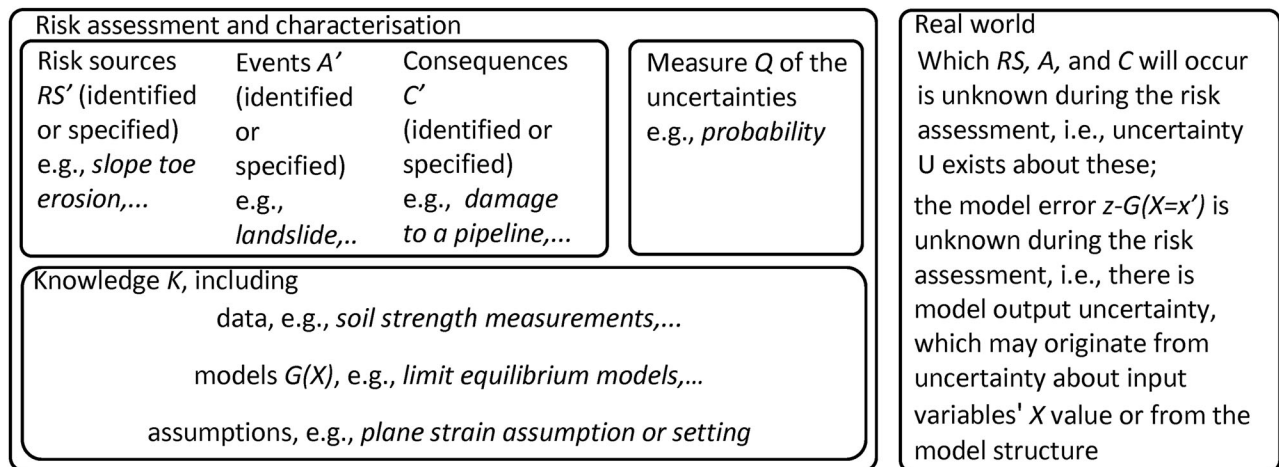 Risk assessment and characterisation
Risk sources
RS’ (identified
or specified)
e.g., slope toe
erosion,...
Events A’
(identified
or
specified)
e.g.,
landslide,..
Consequences
C’
(identified or
specified)
e.g., damage
to a pipeline,...
Measure Q of the
uncertainties
e.g., probability
Knowledge K, including
data, e.g., soil strength measurements,...
models G(X), e.g., limit equilibrium models,...
assumptions, e.g., plane strain assumption or setting
Real world
Which RS, A, and C will occur
is unknown during the risk
assessment, i.e., uncertainty
U exists about these;
the model error z-G(X=x’) is
unknown during the risk
assessment, i.e., there is
model output uncertainty,
which may originate from
uncertainty about input
variables' X value or from the
model structure